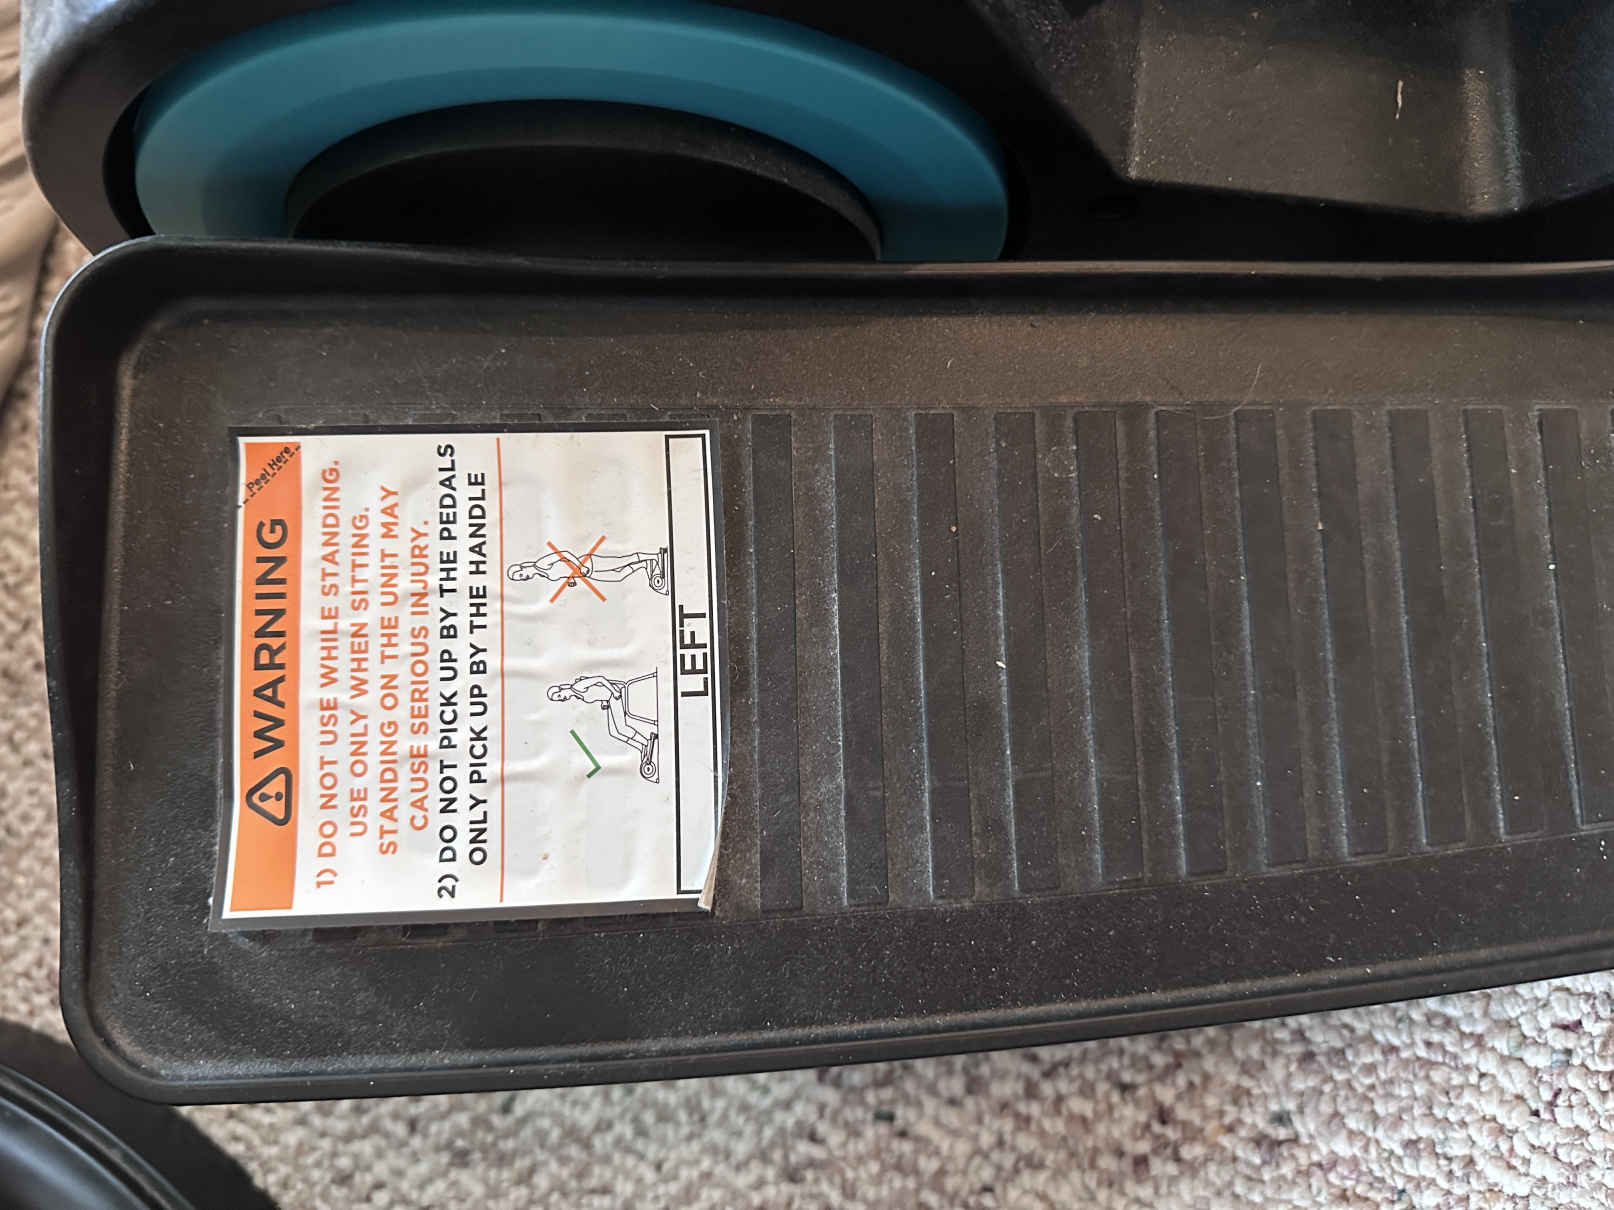 Peel Here
WARNING
1) DO NOT USE WHILE STANDING.
USE ONLY WHEN SITTING.
STANDING ON THE UNIT MAY
CAUSE SERIOUS INJURY.
2) DO NOT PICK UP BY THE PEDALS
ONLY PICK UP BY THE HANDLE
LEFT